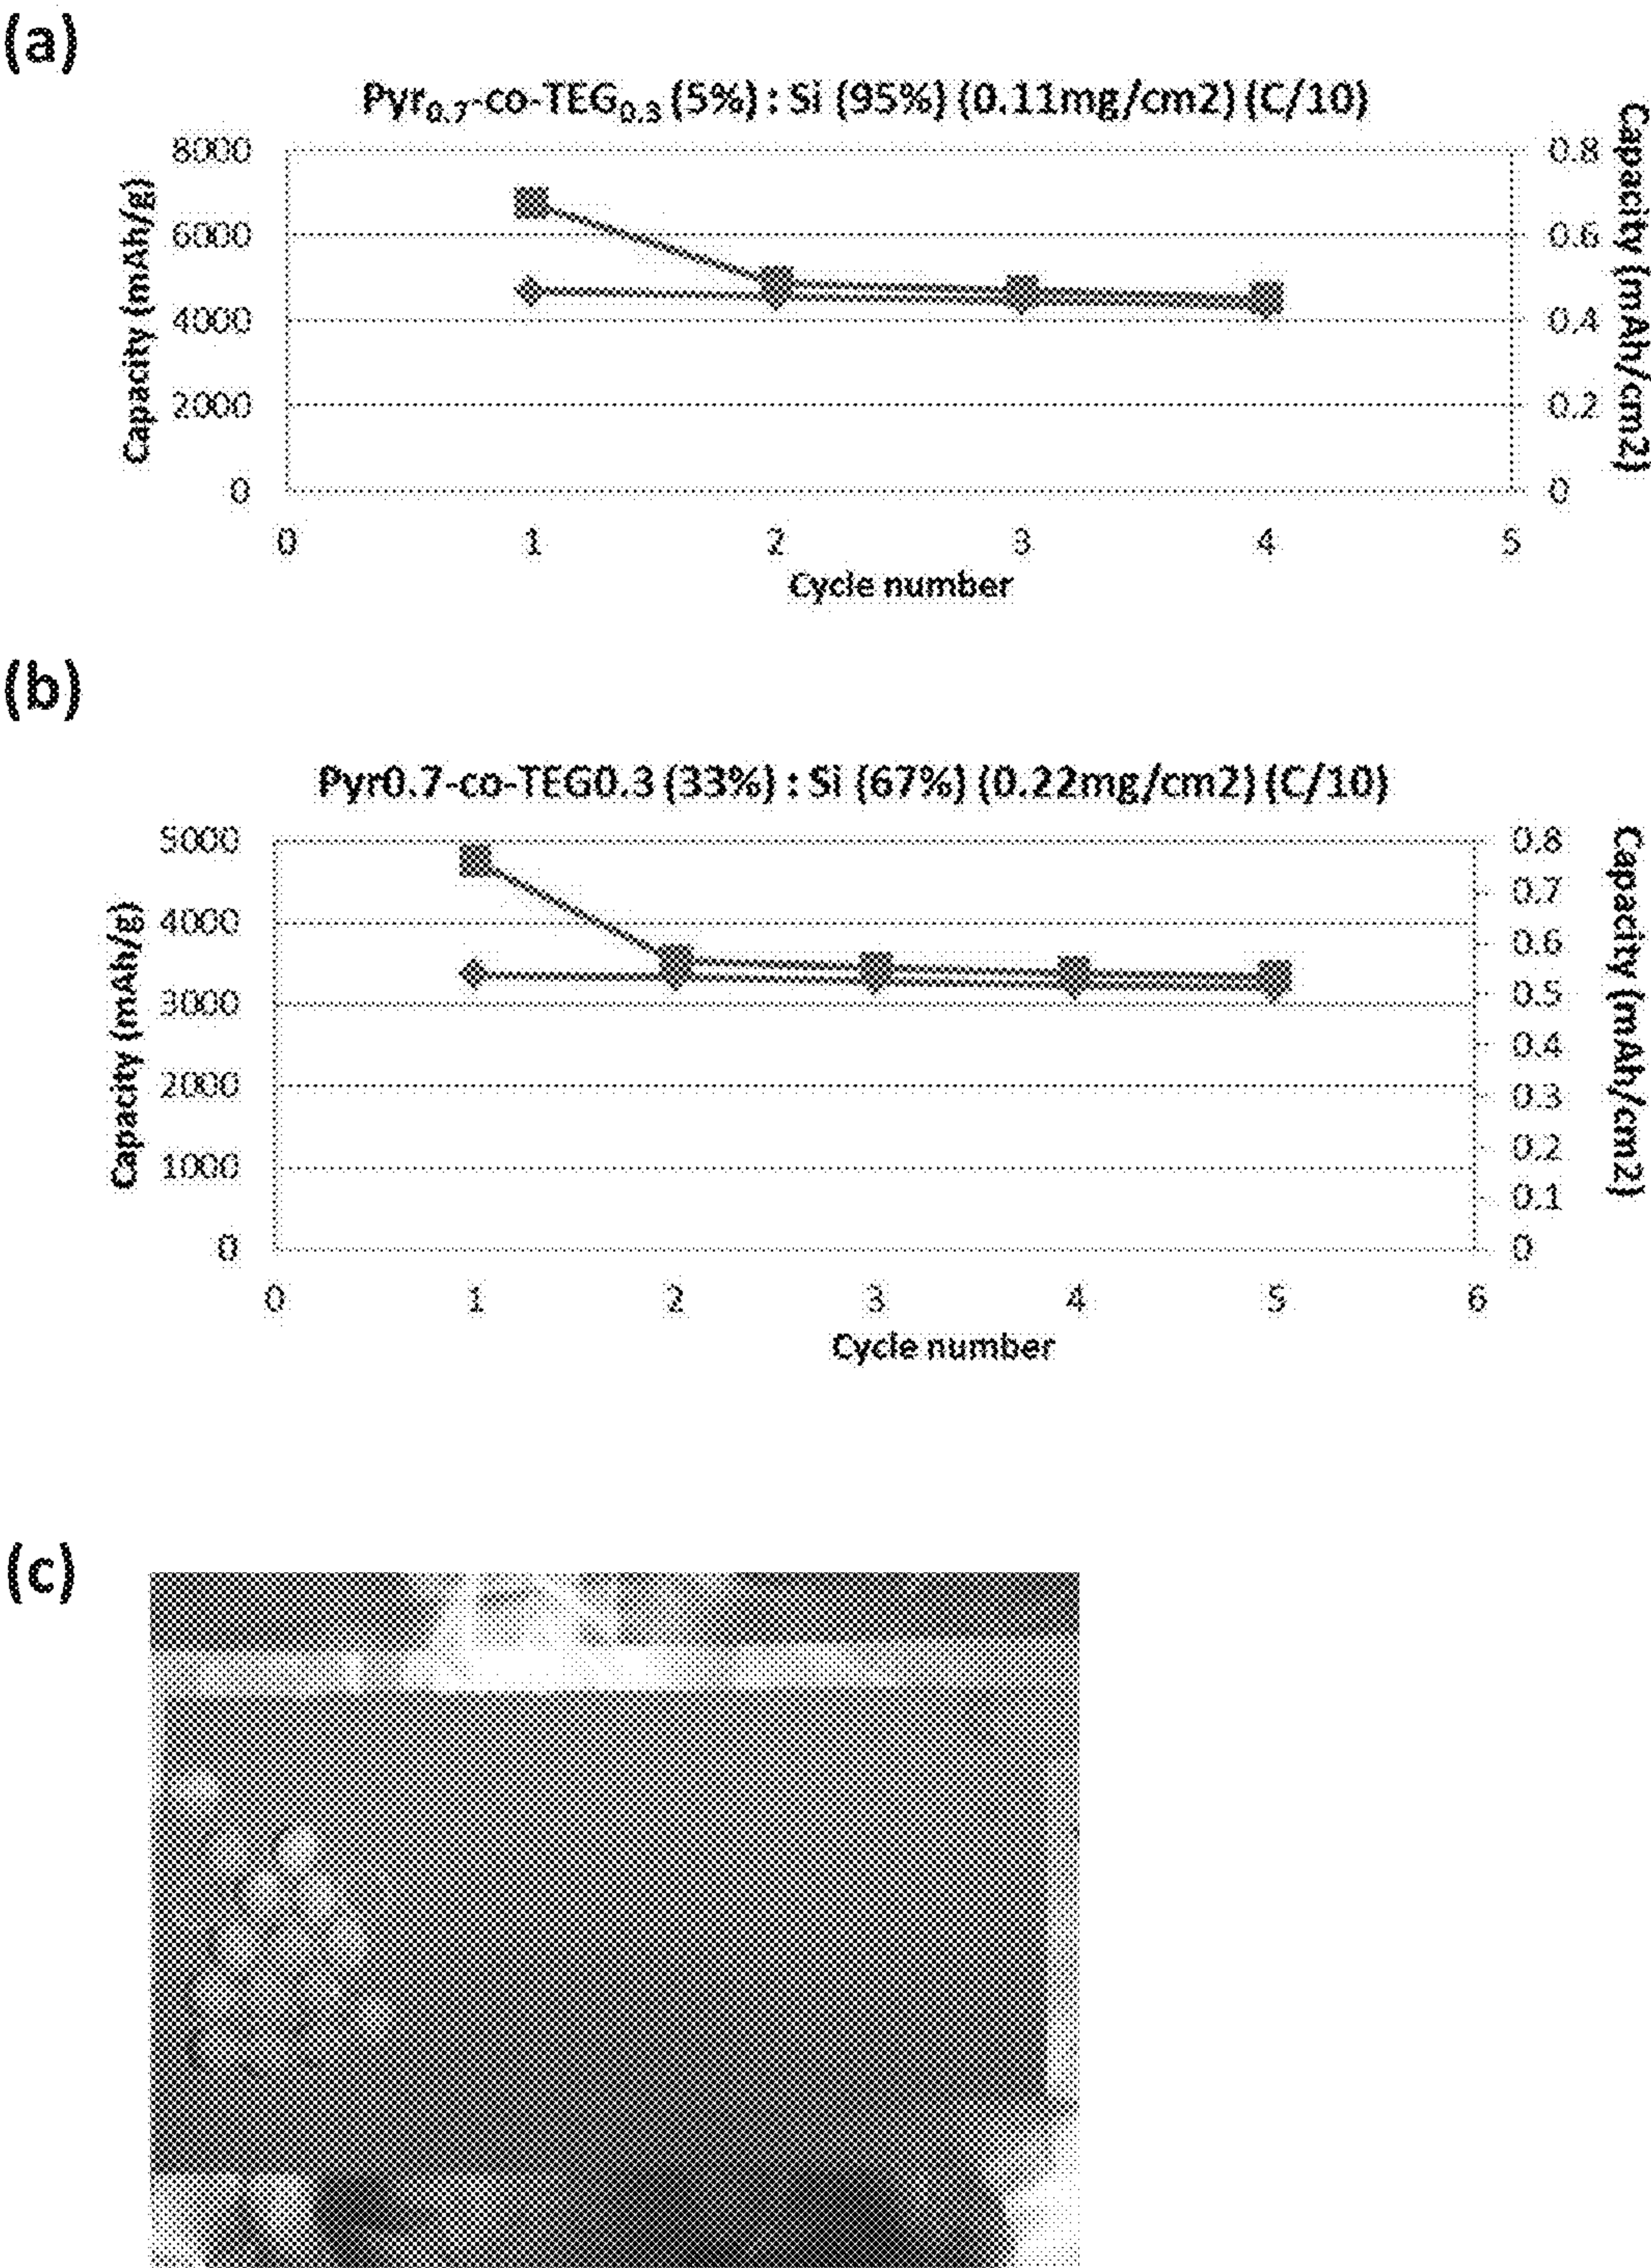 (a)
Pyr0.7-co-TEG0.3 (5%) : Si (95%) (0.11mg/cm2) (C/10)
Capacity (mAh/g)
8000
6000
4000
2000
0
Capacity (mAh/cm2)
0.8
0.6
0.4
0.2
0
0 1 2 3 4 5
Cycle number
(b)
Pyr0.7-co-TEG0.3 (33%) : Si (67%) (0.22mg/cm2) (C/10)
Capacity (mAh/g)
5000
4000
3000
2000
1000
0
Capacity (mAh/cm2)
0.8
0.7
0.6
0.5
0.4
0.3
0.2
0.1
0
0 1 2 3 4 5 6
Cycle number
(c)